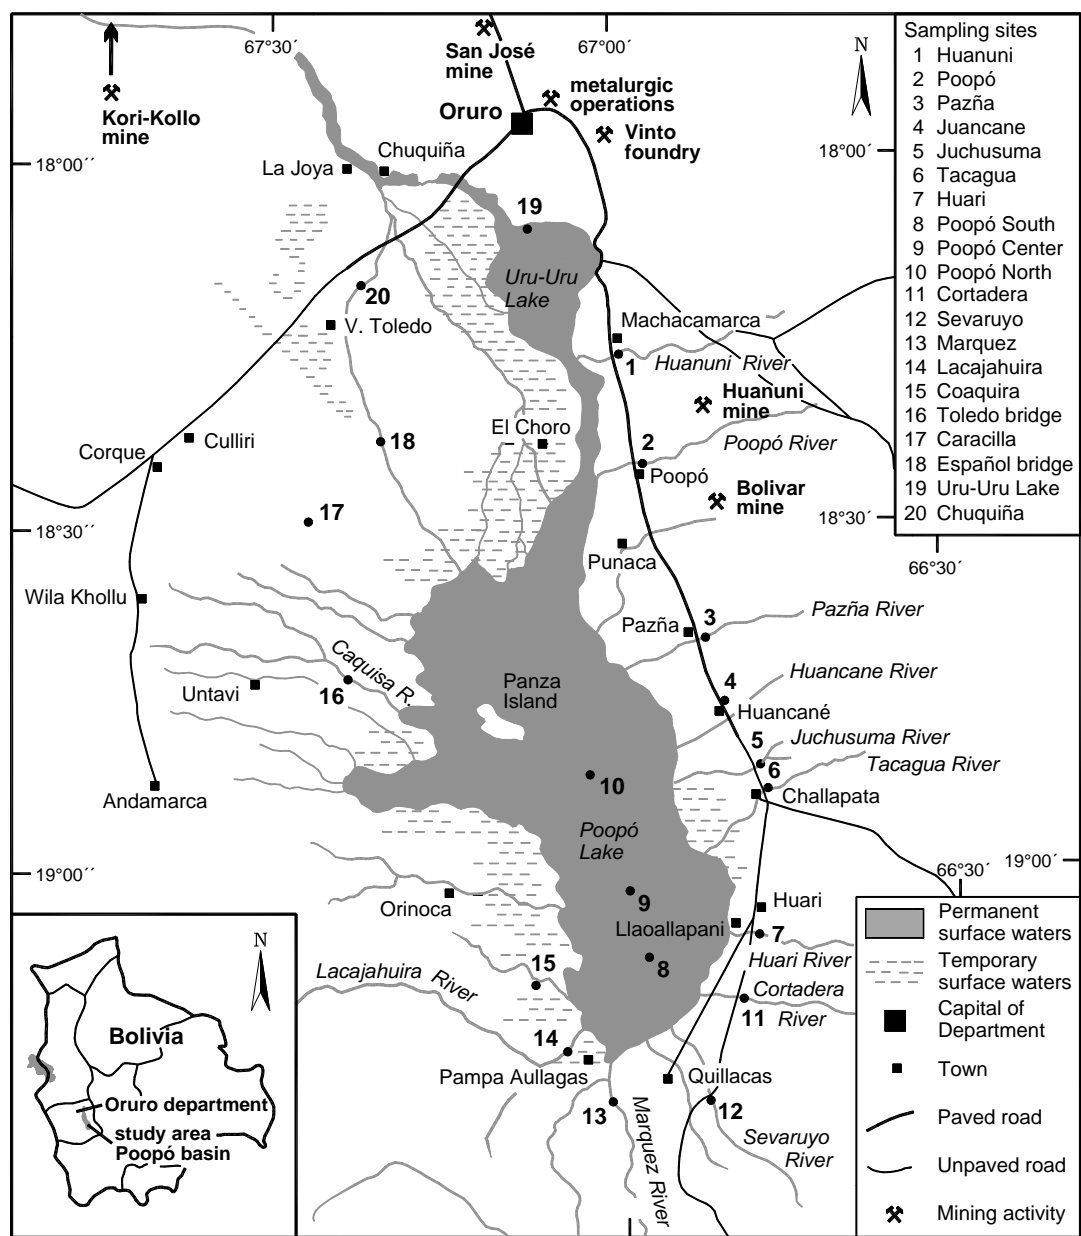 67°30´
67°00´
San José
mine
N
metalurgic
operations
Kori-Kollo
mine
Oruro
Vinto
foundry
18°00´´
18°00´
La Joya
Chuquiña
19
Uru-Uru
Lake
20
V. Toledo
Machacamarca
1
Huanuni River
Huanuni
mine
El Choro
Culliri
Corque
18
2
Poopó River
Poopó
Bolivar
mine
17
18°30´´
18°30´
66°30´
Punaca
Wila Khollu
Pazña
3
Pazña River
Caquisa R.
Untavi
16
Panza
Island
4
Huancane River
Huancané
5
Juchusuma River
6
Tacagua River
Challapata
Andamarca
10
Poopó
Lake
19°00´´
66°30´
19°00´
Orinoca
9
Huari
Llaoallapani
7
Huari River
8
Lacajahuira River
15
Cortadera
River
11
14
Pampa Aullagas
Quillacas
13
12
Marquez River
Sevaruyo
River
Sampling sites
1 Huanuni
2 Poopó
3 Pazña
4 Juancane
5 Juchusuma
6 Tacagua
7 Huari
8 Poopó South
9 Poopó Center
10 Poopó North
11 Cortadera
12 Sevaruyo
13 Marquez
14 Lacajahuira
15 Coaquira
16 Toledo bridge
17 Caracilla
18 Español bridge
19 Uru-Uru Lake
20 Chuquiña
N
Bolivia
Oruro department
study area
Poopó basin
Permanent
surface waters
Temporary
surface waters
Capital of
Department
Town
Paved road
Unpaved road
Mining activity